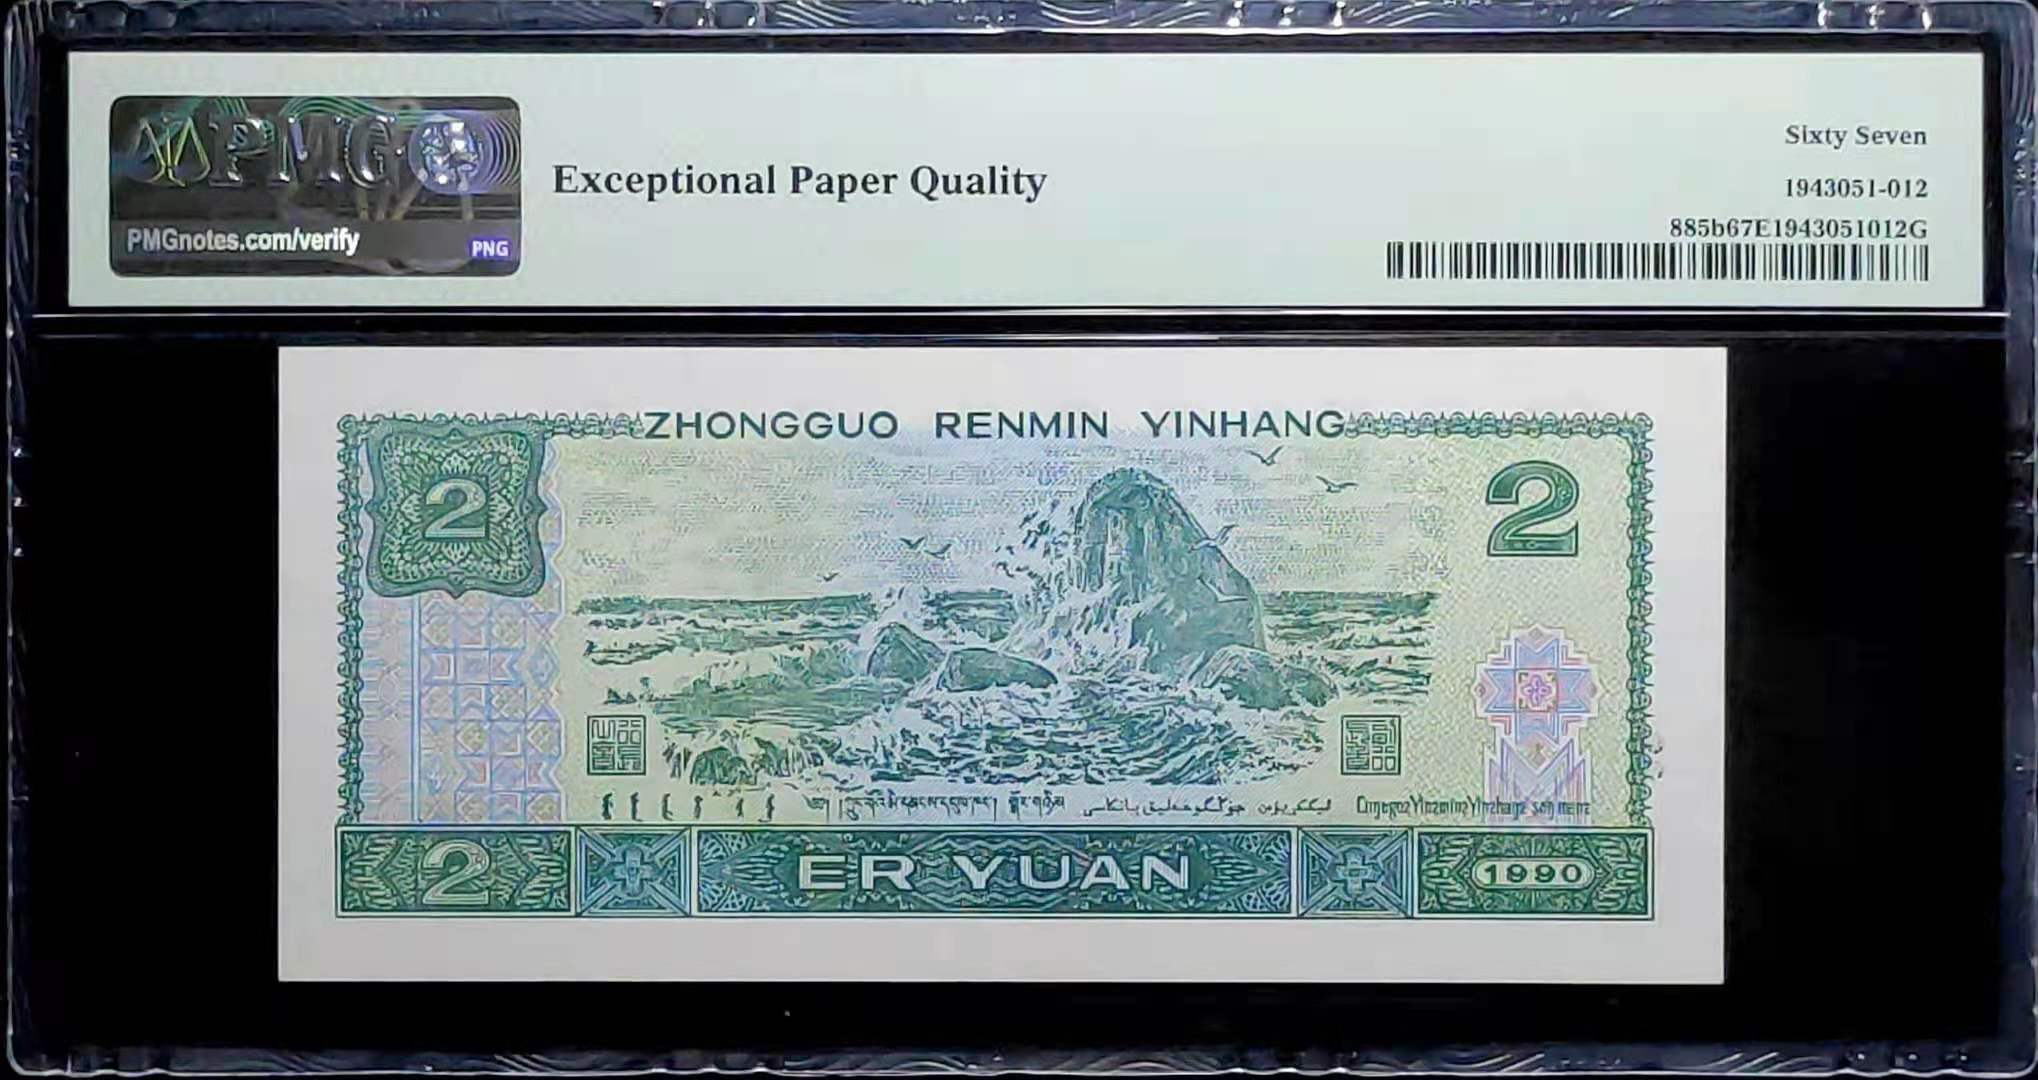 PMG
PMGnotes.com/verify
PNG
Exceptional Paper Quality
Sixty Seven
1943051-012
885b67E1943051012G
ZHONGGUO RENMIN YINHANG
2
2
2
ER YUAN
1990